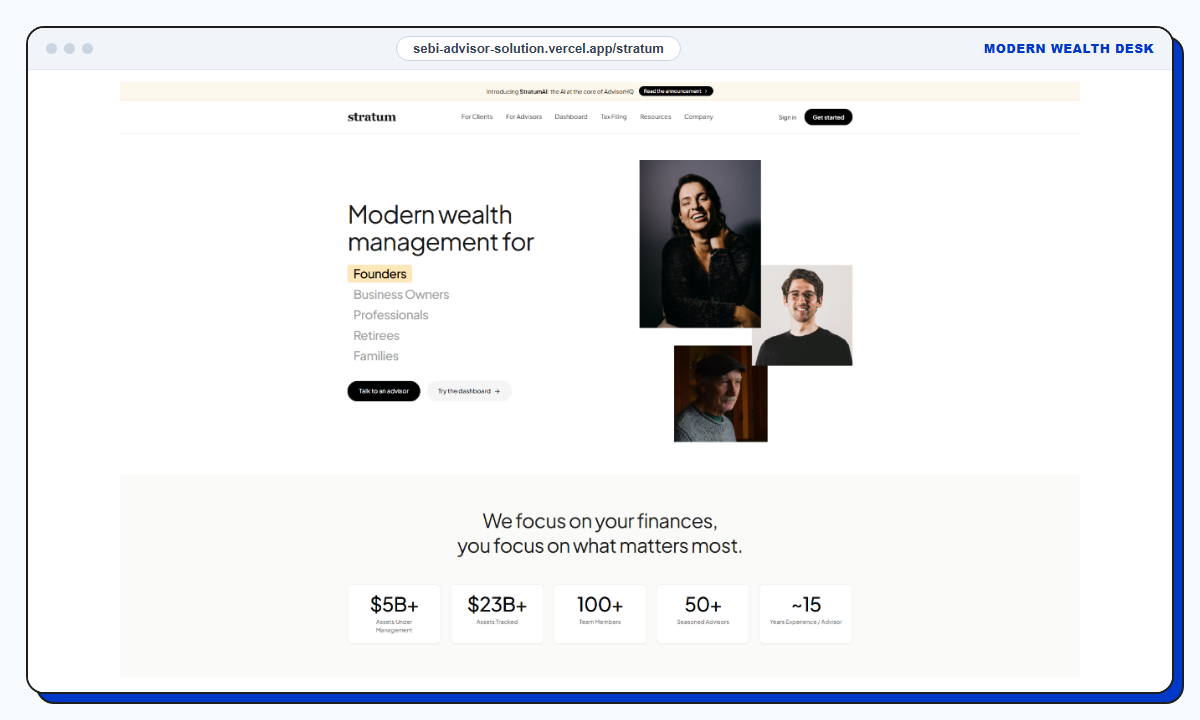 sebi-advisor-solution.vercel.app/stratum
MODERN WEALTH DESK
Introducing StratumAI: the AI at the core of AdvisorHQ
Read the announcement >
stratum
For Clients
For Advisors
Dashboard
Tax Filing
Resources
Company
Sign in
Get started
Modern wealth
management for
Founders
Business Owners
Professionals
Retirees
Families
Talk to an advisor
Try the dashboard →
We focus on your finances,
you focus on what matters most.
$5B+
Assets Under
Management
$23B+
Assets Tracked
100+
Team Members
50+
Seasoned Advisors
~15
Years Experience / Advisor